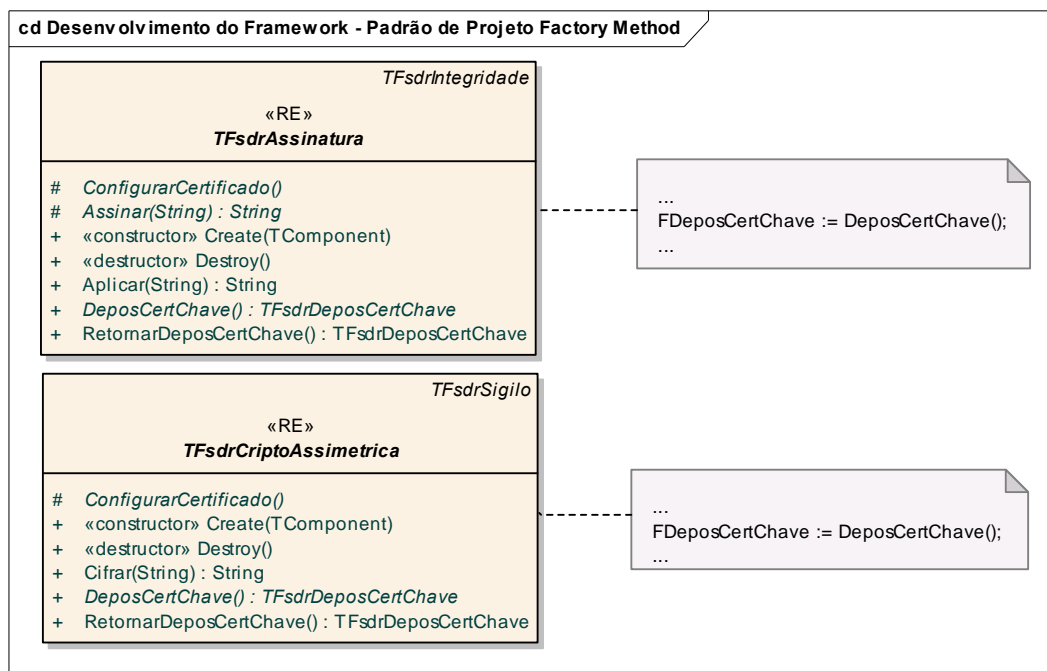 cd Desenvolvimento do Framework - Padrão de Projeto Factory Method
TFsdrIntegridade
«RE»
TFsdrAssinatura
# ConfigurarCertificado()
# Assinar(String) : String
+ «constructor» Create(TComponent)
+ «destructor» Destroy()
+ Aplicar(String) : String
+ DeposCertChave() : TFsdrDeposCertChave
+ RetornarDeposCertChave() : TFsdrDeposCertChave
...
FDeposCertChave := DeposCertChave();
...
TFsdrSigilo
«RE»
TFsdrCriptoAssimetrica
# ConfigurarCertificado()
+ «constructor» Create(TComponent)
+ «destructor» Destroy()
+ Cifrar(String) : String
+ DeposCertChave() : TFsdrDeposCertChave
+ RetornarDeposCertChave() : TFsdrDeposCertChave
...
FDeposCertChave := DeposCertChave();
...